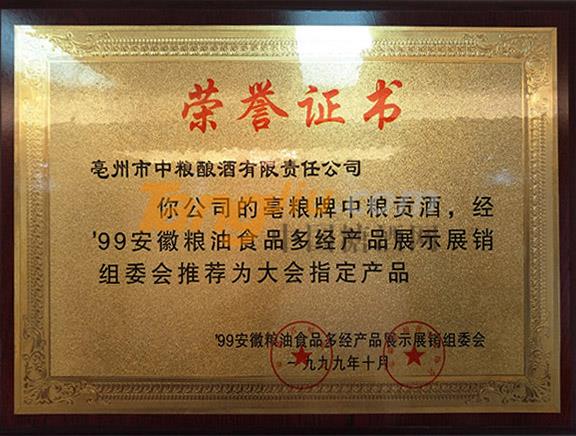 荣誉证书
亳州市中粮酿酒有限责任公司
你公司的亳粮牌中粮贡酒，经
'99安徽粮油食品多经产品展示展销
组委会推荐为大会指定产品
'99安徽粮油食品多经产品展示展销组委会
一九九九年十月